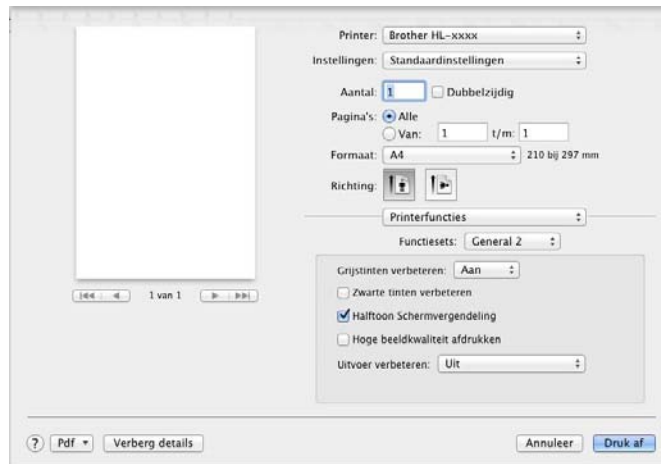 Printer: Brother HL-xxxx
Instellingen: Standaardinstellingen
Aantal: 1 Dubbelzijdig
Pagina's: Alle
Van: 1 t/m: 1
Formaat: A4 210 bij 297 mm
Richting:
Printerfuncties
Functiesets: General 2
Grijstinten verbeteren: Aan
Zwarte tinten verbeteren
Halftoon Schermvergendeling
Hoge beeldkwaliteit afdrukken
Uitvoer verbeteren: Uit
1 van 1
? Pdf Verberg details Annuleer Druk af